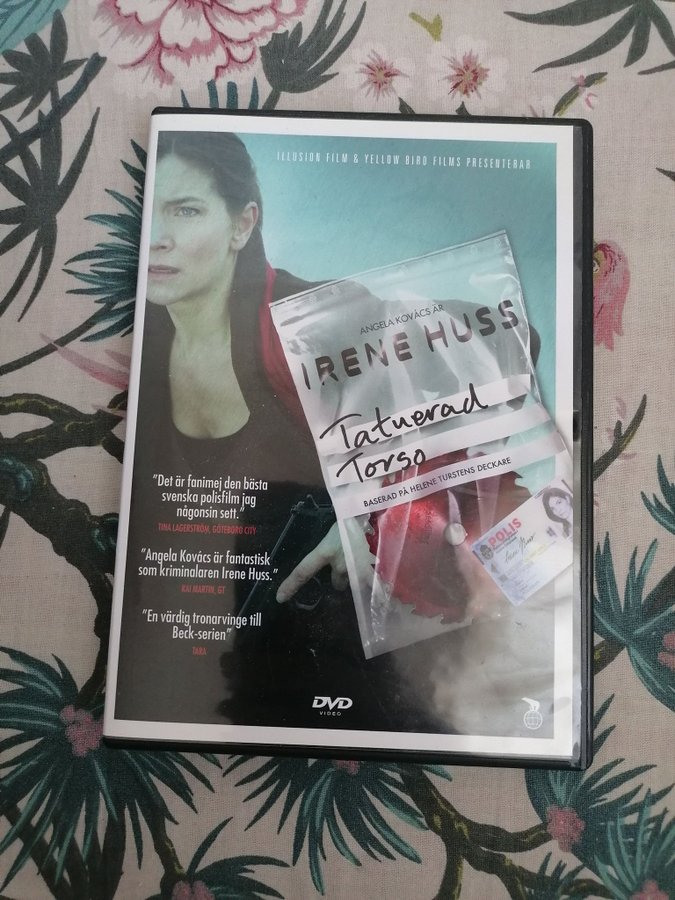 ILLUSION FILM & YELLOW BIRD FILMS PRESENTERAR
ANGELA KOVÁCS ÄR
IRENE HUSS
Tatuerad
Torso
BASERAD PÅ HELENE TURSTENS DECKARE
POLIS
"Det är fanimej den bästa
svenska polisfilm jag
någonsin sett."
TINA LAGERSTRÖM, GÖTEBORG CITY
"Angela Kovács är fantastisk
som kriminalaren Irene Huss."
KAI MARTIN, GT
"En värdig tronarvinge till
Beck-serien"
TARA
DVD
VIDEO